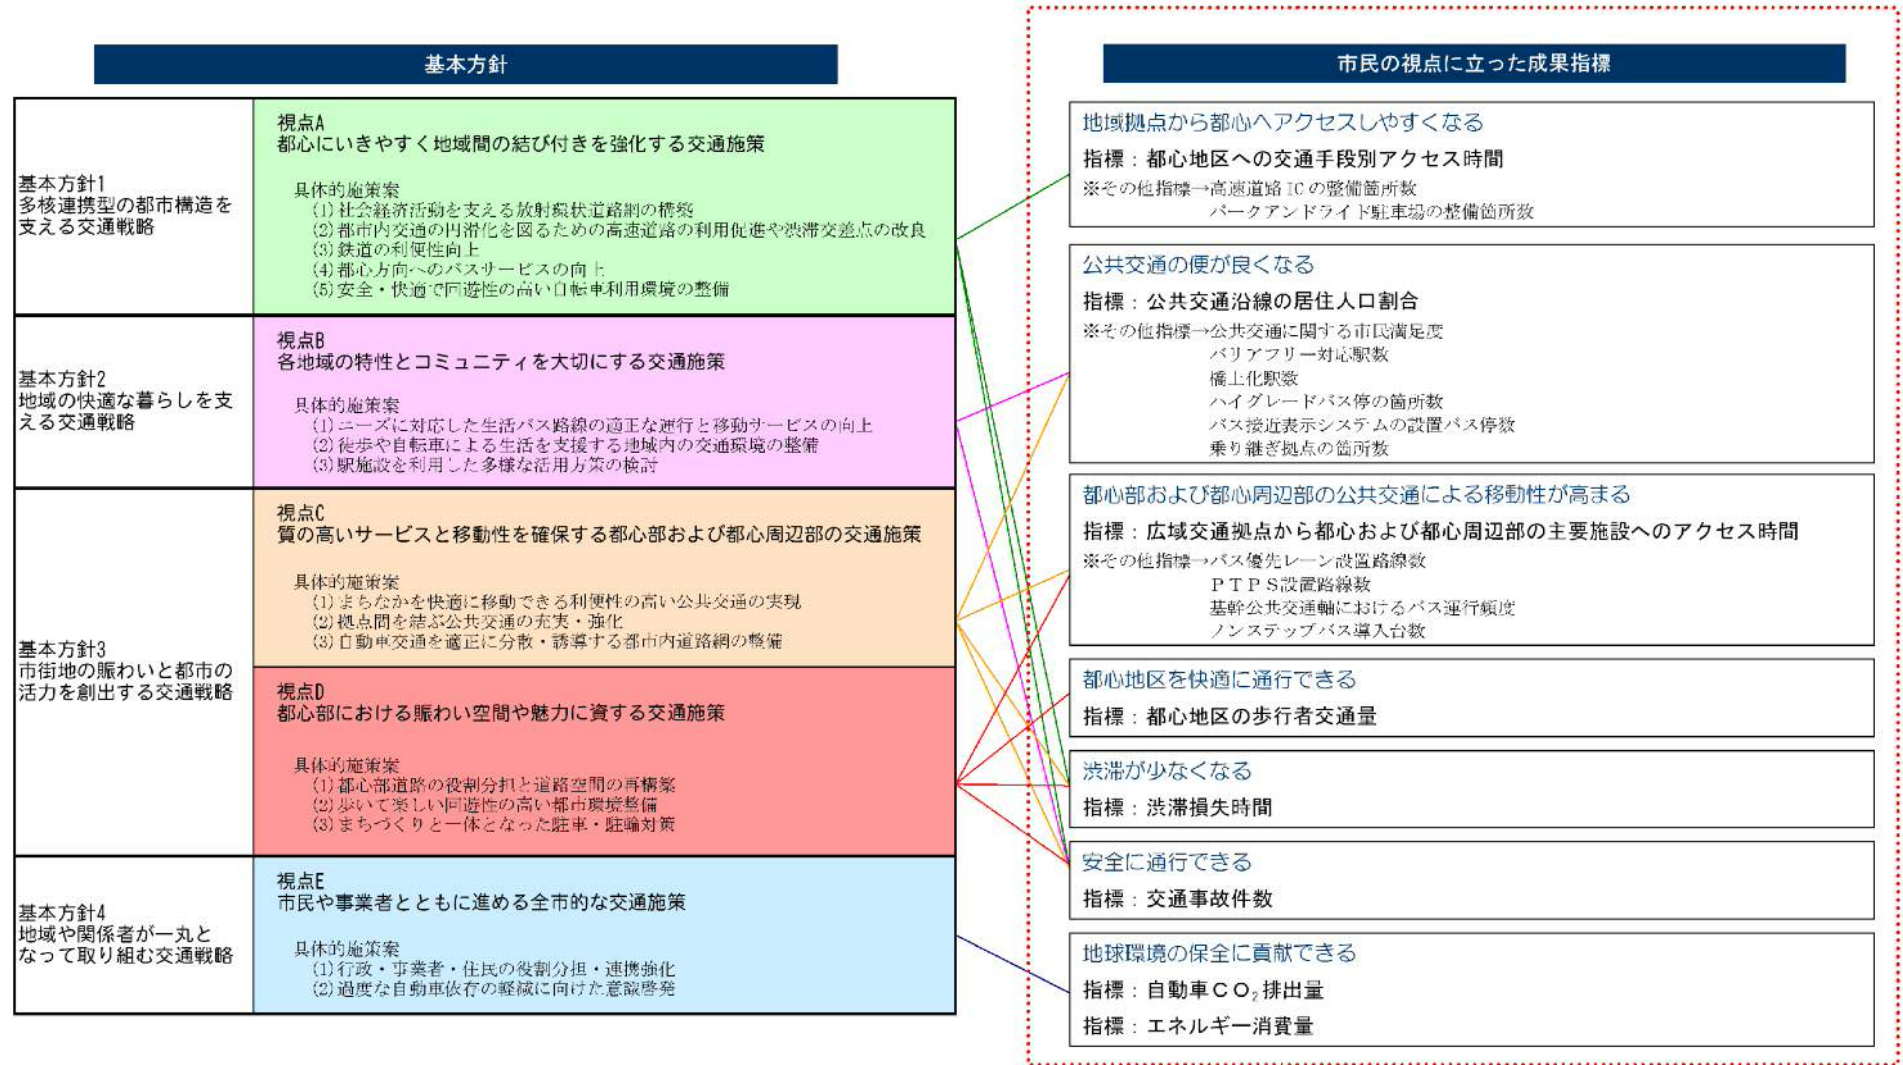 基本方針
市民の視点に立った成果指標
基本方針1
多核連携型の都市構造を
支える交通戦略
視点A
都心にいきやすく地域間の結び付きを強化する交通施策
具体的施策案
(1)社会経済活動を支える放射環状道路網の構築
(2)都市内交通の円滑化を図るための高速道路の利用促進や渋滞交差点の改良
(3)鉄道の利便性向上
(4)都心方向へのバスサービスの向上
(5)安全・快適で回遊性の高い自転車利用環境の整備
基本方針2
地域の快適な暮らしを支
える交通戦略
視点B
各地域の特性とコミュニティを大切にする交通施策
具体的施策案
(1)ニーズに対応した生活バス路線の適正な運行と移動サービスの向上
(2)徒歩や自転車による生活を支援する地域内の交通環境の整備
(3)駅施設を利用した多様な活用方策の検討
基本方針3
市街地の賑わいと都市の
活力を創出する交通戦略
視点C
質の高いサービスと移動性を確保する都心部および都心周辺部の交通施策
具体的施策案
(1)まちなかを快適に移動できる利便性の高い公共交通の実現
(2)拠点間を結ぶ公共交通の充実・強化
(3)自動車交通を適正に分散・誘導する都市内道路網の整備
視点D
都心部における賑わい空間や魅力に資する交通施策
具体的施策案
(1)都心部道路の役割分担と道路空間の再構築
(2)歩いて楽しい回遊性の高い都市環境整備
(3)まちづくりと一体となった駐車・駐輪対策
基本方針4
地域や関係者が一丸と
なって取り組む交通戦略
視点E
市民や事業者とともに進める全市的な交通施策
具体的施策案
(1)行政・事業者・住民の役割分担・連携強化
(2)過度な自動車依存の軽減に向けた意識啓発
地域拠点から都心へアクセスしやすくなる
指標：都心地区への交通手段別アクセス時間
※その他指標→高速道路ICの整備箇所数
パークアンドライド駐車場の整備箇所数
公共交通の便が良くなる
指標：公共交通沿線の居住人口割合
※その他指標→公共交通に関する市民満足度
バリアフリー対応駅数
橋上化駅数
ハイグレードバス停の箇所数
バス接近表示システムの設置バス停数
乗り継ぎ拠点の箇所数
都心部および都心周辺部の公共交通による移動性が高まる
指標：広域交通拠点から都心および都心周辺部の主要施設へのアクセス時間
※その他指標→バス優先レーン設置路線数
ＰＴＰＳ設置路線数
基幹公共交通軸におけるバス運行頻度
ノンステップバス導入台数
都心地区を快適に通行できる
指標：都心地区の歩行者交通量
渋滞が少なくなる
指標：渋滞損失時間
安全に通行できる
指標：交通事故件数
地球環境の保全に貢献できる
指標：自動車ＣＯ₂排出量
指標：エネルギー消費量